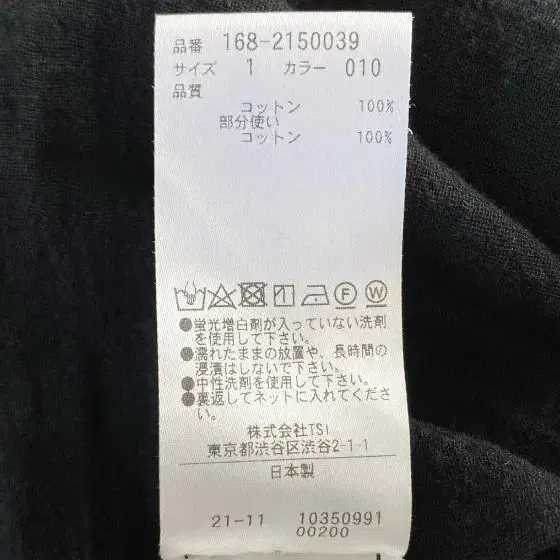 品番 168-2150039
サイズ 1 カラー 010
品質
コットン 100%
部分使い
コットン 100%
F W
●蛍光増白剤が入っていない洗剤
を使用して下さい。
●濡れたままの放置や、長時間の
浸漬はしないで下さい。
●中性洗剤を使用して下さい。
●裏返してネットに入れてくださ
い。
株式会社TSI
東京都渋谷区渋谷2-1-1
日本製
21-11 10350991
00200